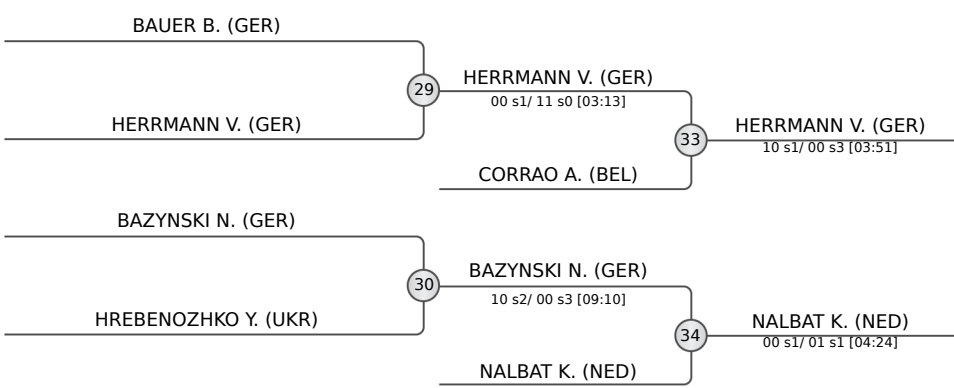 BAUER B. (GER)
29
HERRMANN V. (GER)
00 s1/ 11 s0 [03:13]
HERRMANN V. (GER)
33
HERRMANN V. (GER)
10 s1/ 00 s3 [03:51]
CORRAO A. (BEL)
BAZYNSKI N. (GER)
30
BAZYNSKI N. (GER)
10 s2/ 00 s3 [09:10]
HREBENOZHKO Y. (UKR)
34
NALBAT K. (NED)
00 s1/ 01 s1 [04:24]
NALBAT K. (NED)